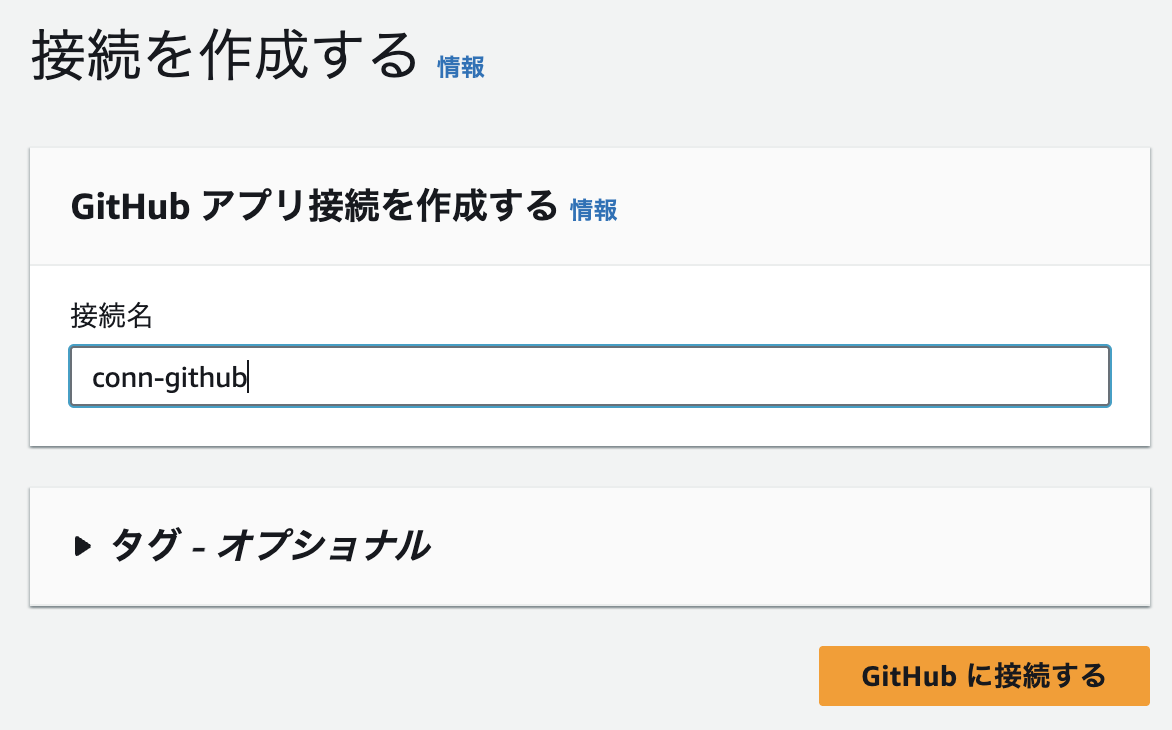 接続を作成する 情報
GitHub アプリ接続を作成する 情報
接続名
conn-github
タグ - オプショナル
GitHub に接続する